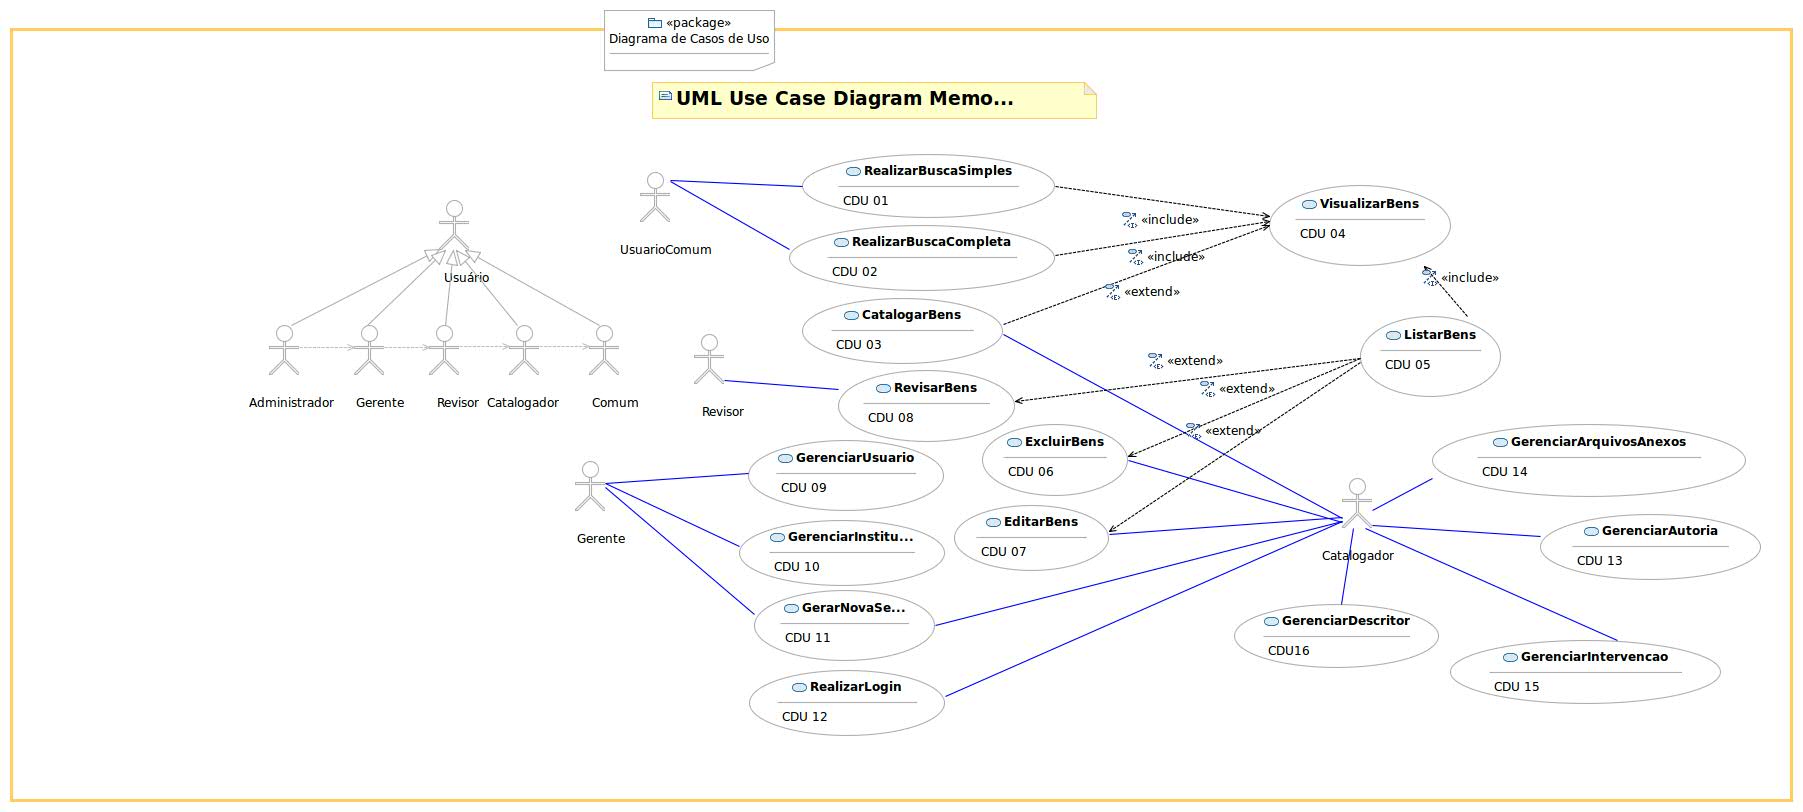 «package»
Diagrama de Casos de Uso
UML Use Case Diagram Memo...
RealizarBuscaSimples
CDU 01
UsuarioComum
RealizarBuscaCompleta
CDU 02
VisualizarBens
CDU 04
«include»
«include»
«extend»
«include»
Usuário
Administrador
Gerente
Revisor
Catalogador
Comum
CatalogarBens
CDU 03
ListarBens
CDU 05
Revisor
RevisarBens
CDU 08
«extend»
«extend»
«extend»
ExcluirBens
CDU 06
GerenciarArquivosAnexos
CDU 14
Gerente
GerenciarUsuario
CDU 09
GerenciarInstitu...
CDU 10
EditarBens
CDU 07
Catalogador
GerenciarAutoria
CDU 13
GerarNovaSe...
CDU 11
GerenciarDescritor
CDU16
GerenciarIntervencao
CDU 15
RealizarLogin
CDU 12